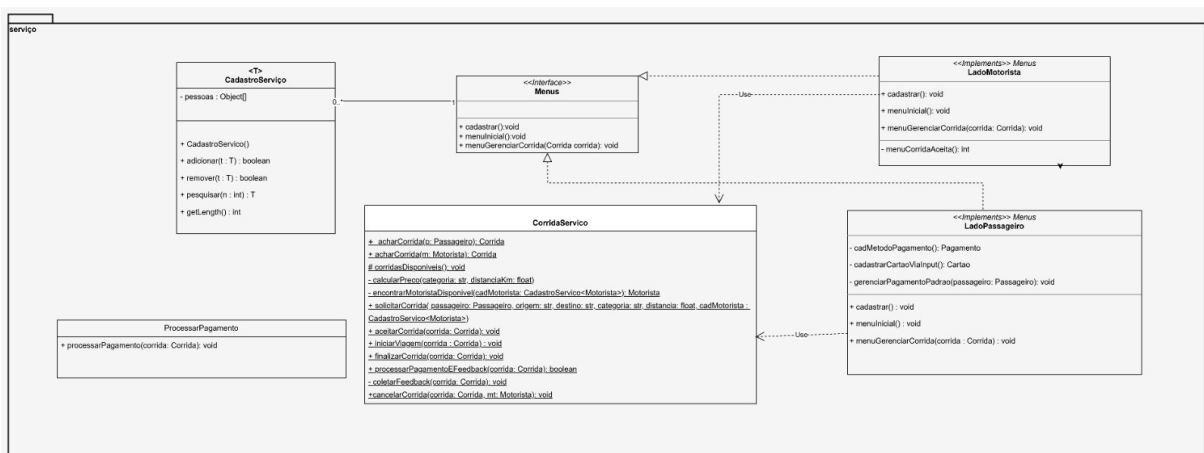 serviço
<T>
CadastroServiço
- pessoas : Object[]
+ CadastroServico()
+ adicionar(t : T) : boolean
+ remover(t : T) : boolean
+ pesquisar(n : int) : T
+ getLength() : int
0..*
1
<<Interface>>
Menus
+ cadastrar():void
+ menuInicial():void
+ menuGerenciarCorrida(Corrida corrida): void
Use
<<Implements>> Menus
LadoMotorista
+ cadastrar(): void
+ menuInicial(): void
+ menuGerenciarCorrida(corrida: Corrida): void
- menuCorridaAceita(): int
CorridaServico
+ acharCorrida(p: Passageiro): Corrida
+ acharCorrida(m: Motorista): Corrida
# corridasDisponiveis(): void
- calcularPreco(categoria: str, distanciaKm: float)
- encontrarMotoristaDisponivel(cadMotorista: CadastroServico<Motorista>): Motorista
+ solicitarCorrida( passageiro: Passageiro, origem: str, destino: str, categoria: str, distancia: float, cadMotorista :
CadastroServico<Motorista>)
+ aceitarCorrida(corrida: Corrida): void
+ iniciarViagem(corrida : Corrida) : void
+ finalizarCorrida(corrida: Corrida): void
+ processarPagamentoEFeedback(corrida: Corrida): boolean
- coletarFeedback(corrida: Corrida): void
+cancelarCorrida(corrida: Corrida, mt: Motorista): void
Use
<<Implements>> Menus
LadoPassageiro
- cadMetodoPagamento(): Pagamento
- cadastrarCartaoViaInput(): Cartao
- gerenciarPagamentoPadrao(passageiro: Passageiro): void
+ cadastrar() : void
+ menuInicial() : void
+ menuGerenciarCorrida(corrida : Corrida) : void
ProcessarPagamento
+ processarPagamento(corrida: Corrida): void